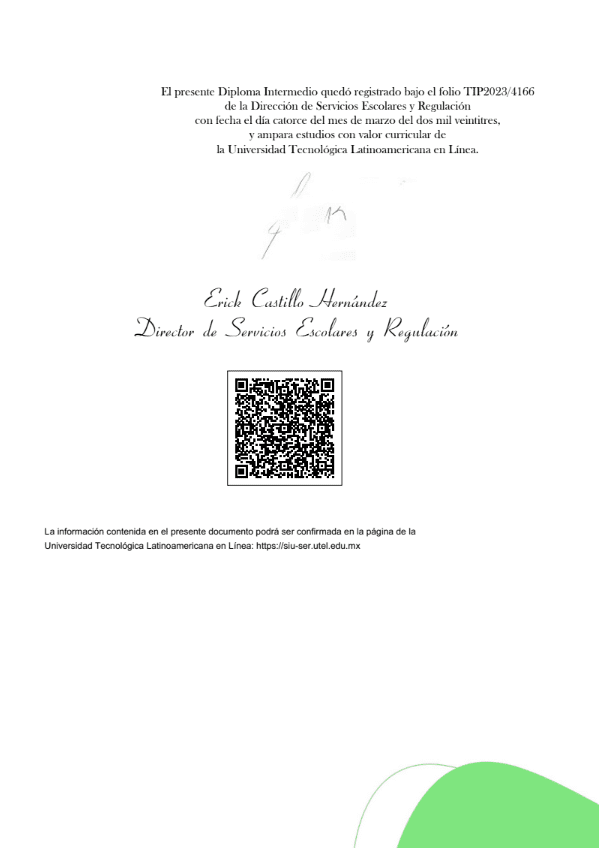 El presente Diploma Intermedio quedó registrado bajo el folio TIP2023/4166
de la Dirección de Servicios Escolares y Regulación
con fecha el día catorce del mes de marzo del dos mil veintitres,
y ampara estudios con valor curricular de
la Universidad Tecnológica Latinoamericana en Línea.
Erick Castillo Hernández
Director de Servicios Escolares y Regulación
La información contenida en el presente documento podrá ser confirmada en la página de la
Universidad Tecnológica Latinoamericana en Línea: https://siu-ser.utel.edu.mx